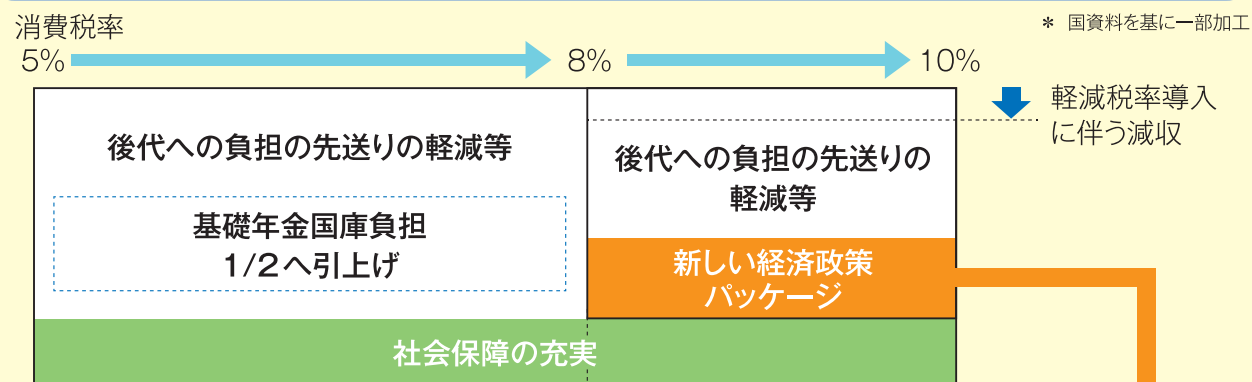 消費税率
＊ 国資料を基に一部加工
5% 8% 10%
軽減税率導入
に伴う減収
後代への負担の先送りの軽減等
後代への負担の先送りの
軽減等
基礎年金国庫負担
1/2へ引上げ
新しい経済政策
パッケージ
社会保障の充実